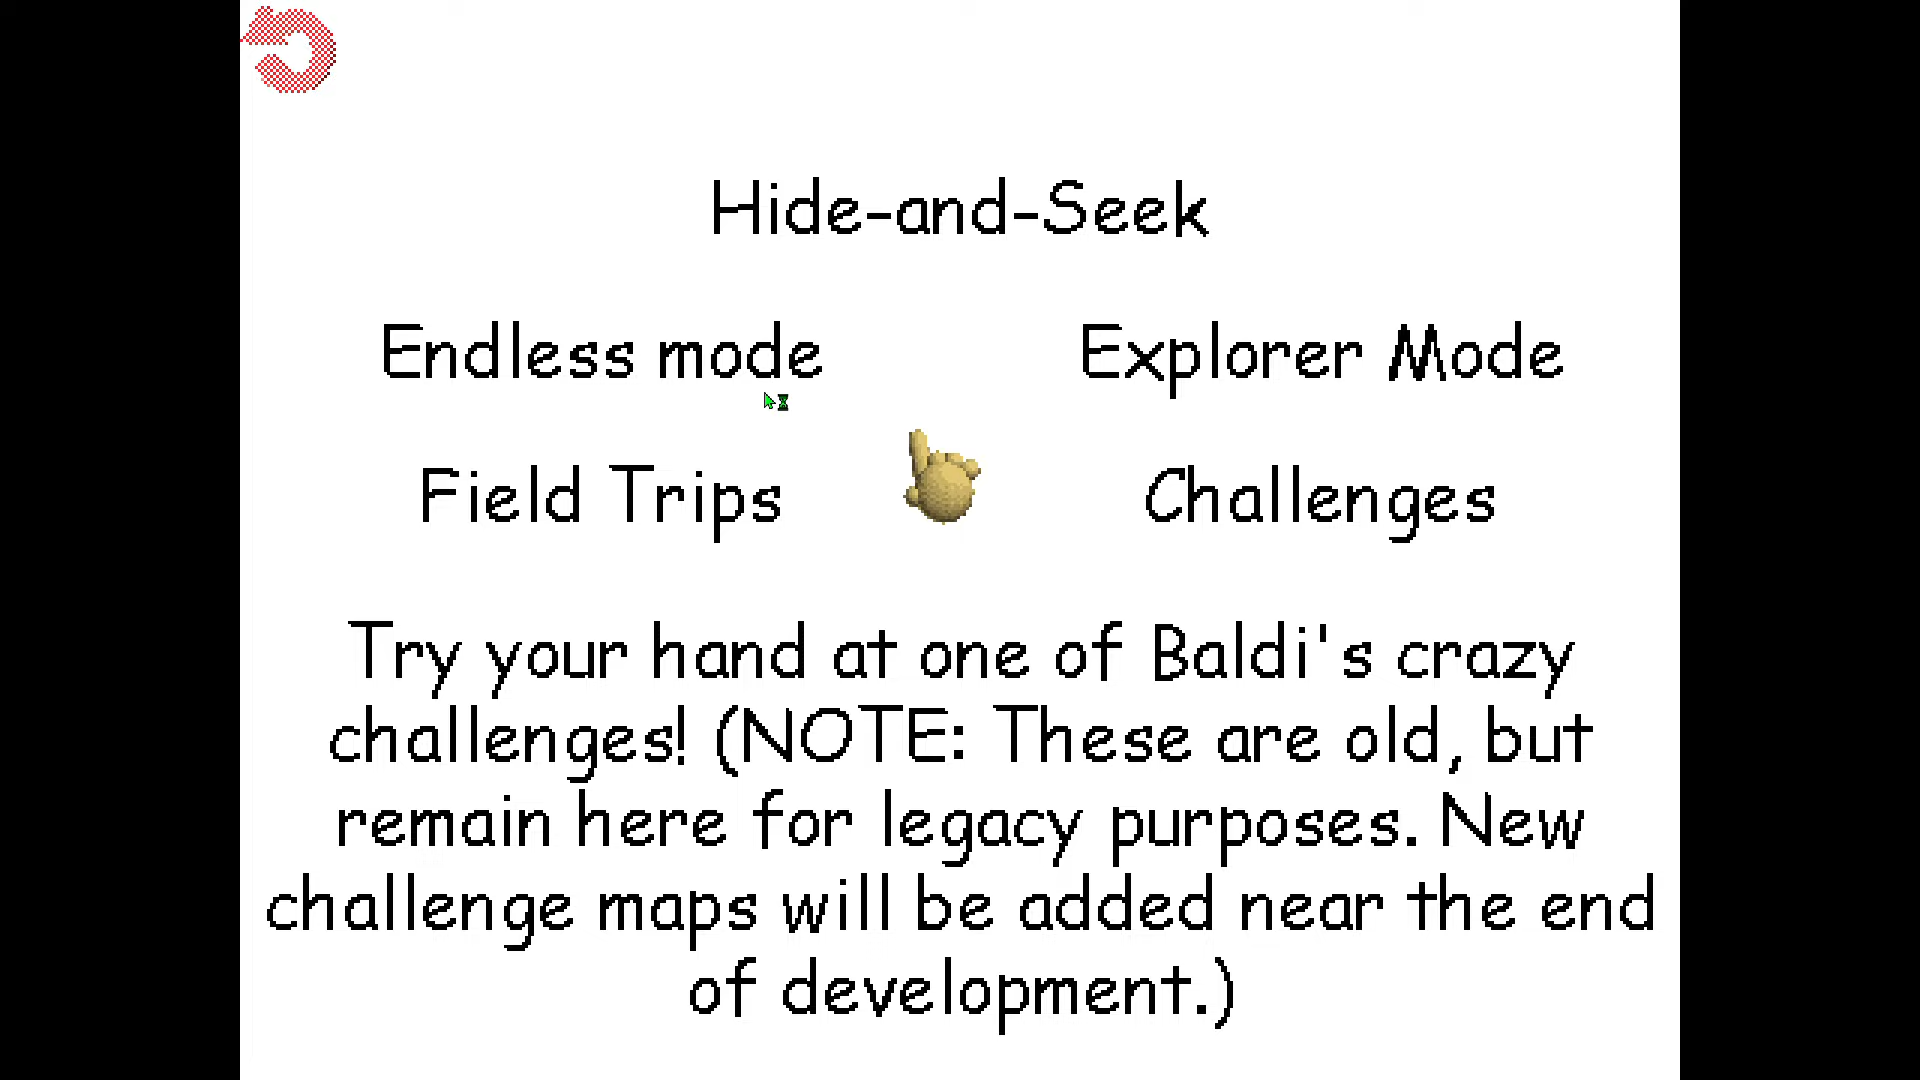 Hide-and-Seek
Endless mode
Explorer Mode
Field Trips
Challenges
Try your hand at one of Baldi's crazy
challenges! (NOTE: These are old, but
remain here for legacy purposes. New
challenge maps will be added near the end
of development.)